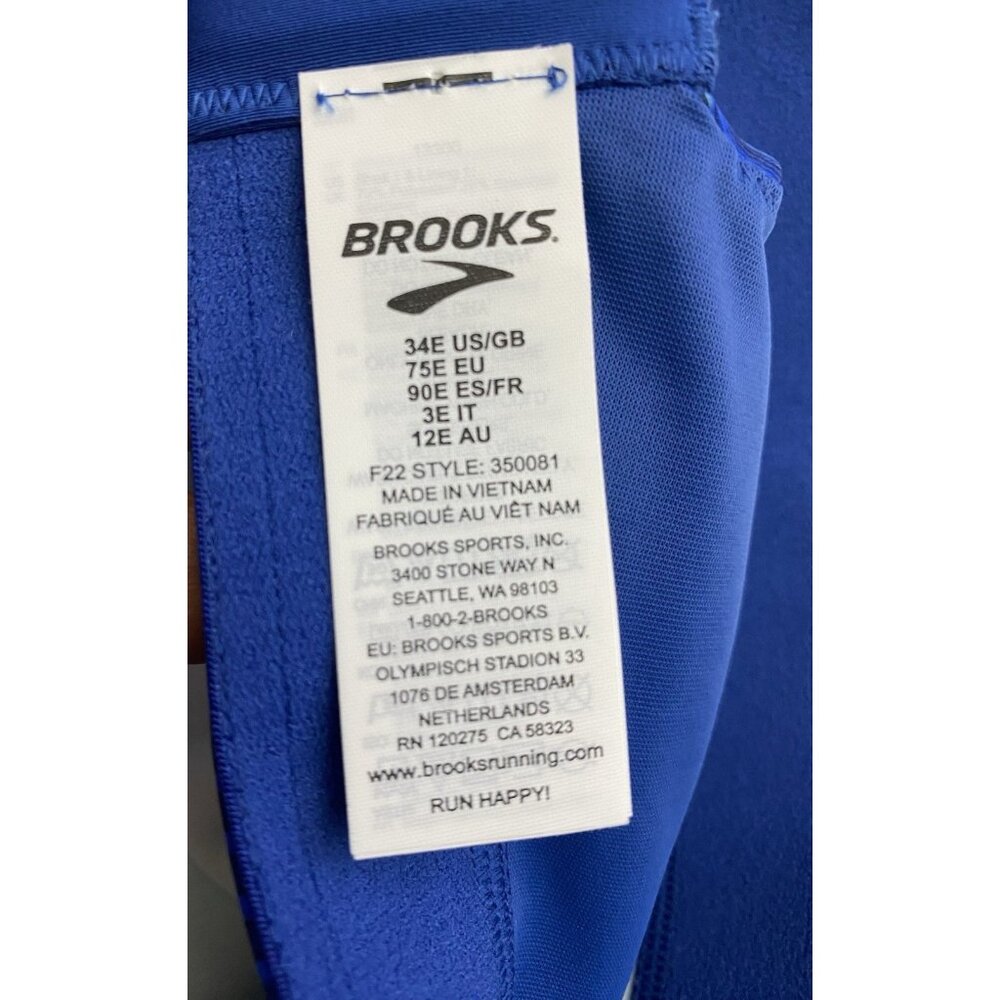 BROOKS.
34E US/GB
75E EU
90E ES/FR
3E IT
12E AU
F22 STYLE: 350081
MADE IN VIETNAM
FABRIQUÉ AU VIÊT NAM
BROOKS SPORTS, INC.
3400 STONE WAY N
SEATTLE, WA 98103
1-800-2-BROOKS
EU: BROOKS SPORTS B.V.
OLYMPISCH STADION 33
1076 DE AMSTERDAM
NETHERLANDS
RN 120275 CA 58323
www.brooksrunning.com
RUN HAPPY!